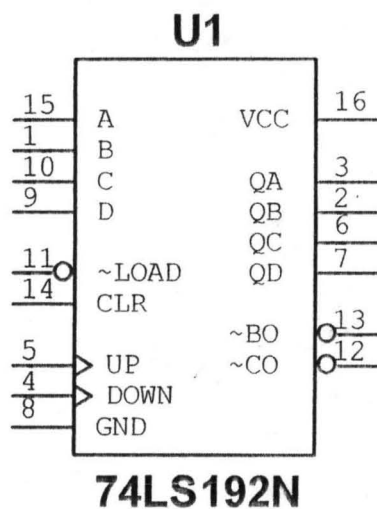 U1
15 A VCC 16
1 B
10 C QA 3
9 D QB 2
QC 6
11 ~LOAD QD 7
14 CLR
~BO 13
5 UP ~CO 12
4 DOWN
8 GND
74LS192N